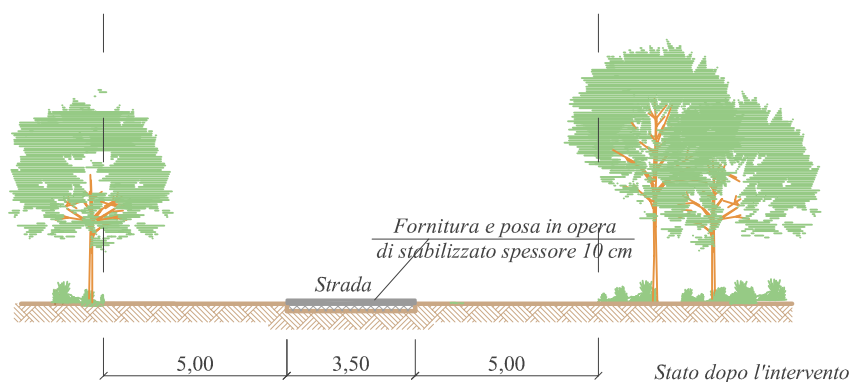 Fornitura e posa in opera
di stabilizzato spessore 10 cm
Strada
5,00
3,50
5,00
Stato dopo l'intervento